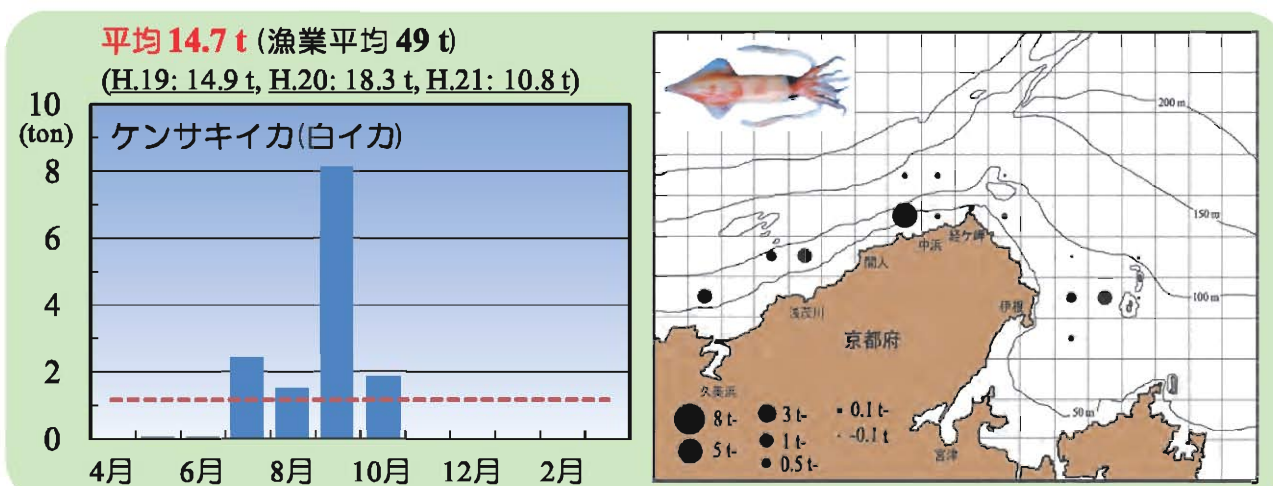 平均 14.7 t (漁業平均 49 t)
(H.19: 14.9 t, H.20: 18.3 t, H.21: 10.8 t)
ケンサキイカ(白イカ)
10
(ton)
8
6
4
2
0
4月 6月 8月 10月 12月 2月
200 m
150 m
経ケ岬
中浜
間人
100 m
浅茂川
伊根
京都府
久美浜
50 m
宮津
8 t-
5 t-
3 t-
1 t-
0.5 t-
0.1 t-
-0.1 t